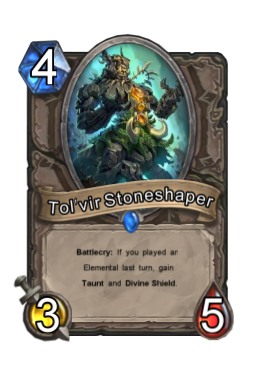 4
Tol'vir Stoneshaper
Battlecry: If you played an
Elemental last turn, gain
Taunt and Divine Shield.
3 5